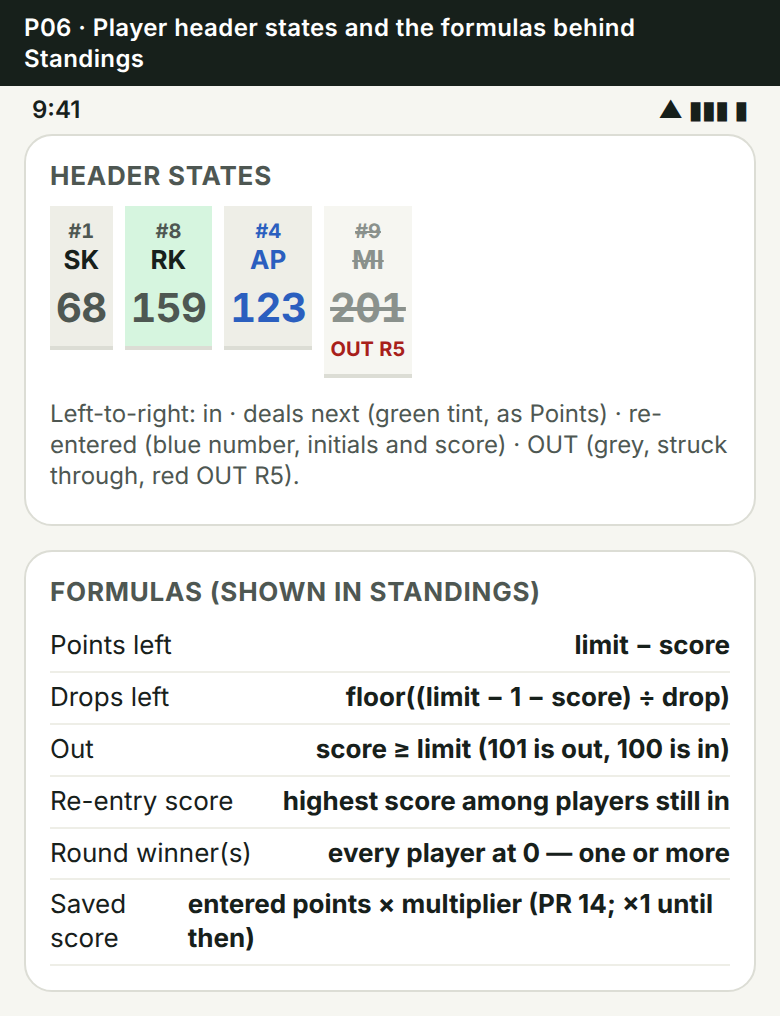 P06 · Player header states and the formulas behind
Standings
9:41
HEADER STATES
#1 #8 #4 #9
SK RK AP MI
68 159 123 201
OUT R5
Left-to-right: in · deals next (green tint, as Points) · re-
entered (blue number, initials and score) · OUT (grey, struck
through, red OUT R5).
FORMULAS (SHOWN IN STANDINGS)
Points left limit − score
Drops left floor((limit − 1 − score) ÷ drop)
Out score ≥ limit (101 is out, 100 is in)
Re-entry score highest score among players still in
Round winner(s) every player at 0 — one or more
Saved entered points × multiplier (PR 14; ×1 until
score then)